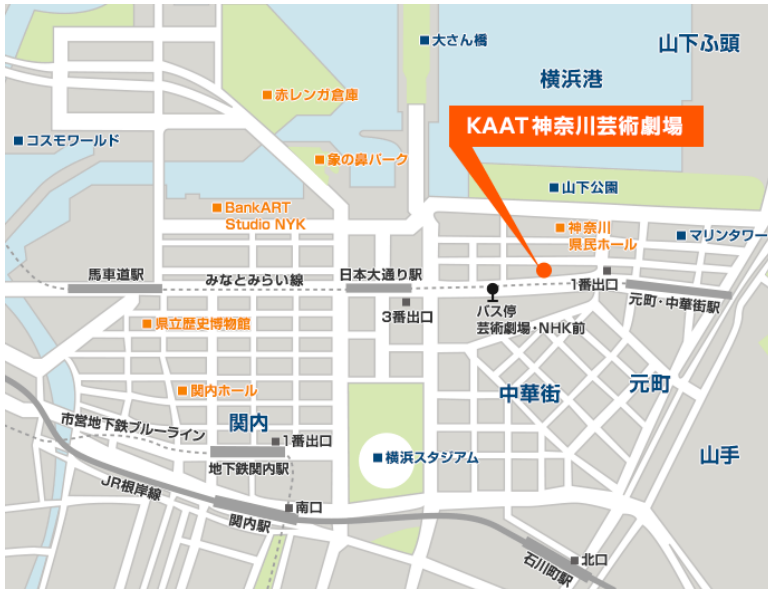 大さん橋
山下ふ頭
横浜港
赤レンガ倉庫
KAAT神奈川芸術劇場
コスモワールド
象の鼻パーク
山下公園
BankART
Studio NYK
神奈川
県民ホール
マリンタワー
馬車道駅
みなとみらい線
日本大通り駅
1番出口
元町・中華街駅
3番出口
バス停
芸術劇場・NHK前
県立歴史博物館
関内ホール
中華街
元町
市営地下鉄ブルーライン
関内
1番出口
地下鉄関内駅
横浜スタジアム
山手
JR根岸線
関内駅
南口
石川町駅
北口